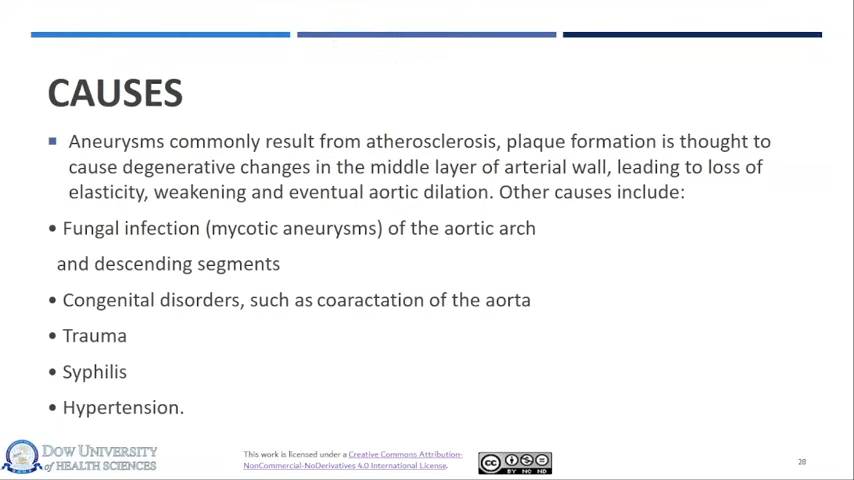 CAUSES
Aneurysms commonly result from atherosclerosis, plaque formation is thought to
cause degenerative changes in the middle layer of arterial wall, leading to loss of
elasticity, weakening and eventual aortic dilation. Other causes include:
• Fungal infection (mycotic aneurysms) of the aortic arch
and descending segments
• Congenital disorders, such as coaractation of the aorta
• Trauma
• Syphilis
• Hypertension.
DOW UNIVERSITY
of HEALTH SCIENCES
This work is licensed under a Creative Commons Attribution-
NonCommercial-NoDerivatives 4.0 International License.
cc
BY NC ND
28